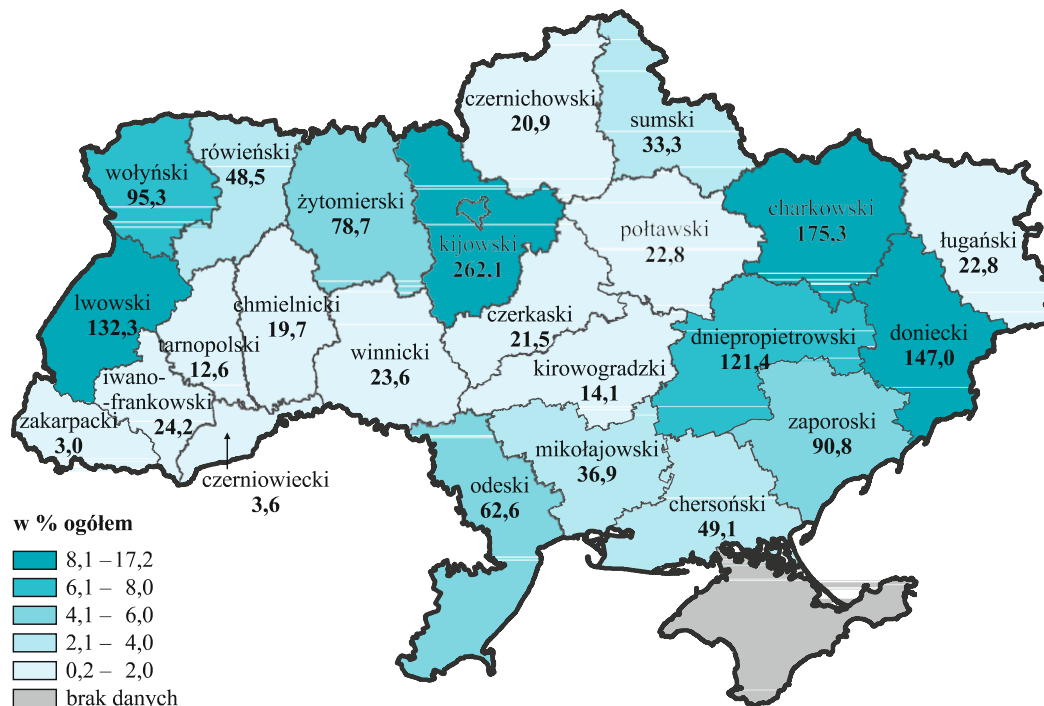 czernichowski
20,9
sumski
33,3
wołyński
95,3
rówieński
48,5
żytomierski
78,7
kijowski
262,1
połtawski
22,8
charkowski
175,3
ługański
22,8
lwowski
132,3
tarnopolski
12,6
chmielnicki
19,7
winnicki
23,6
czerkaski
21,5
kirowogradzki
14,1
dniepropietrowski
121,4
doniecki
147,0
zakarpacki
3,0
iwano-
-frankowski
24,2
czerniowiecki
3,6
odeski
62,6
mikołajowski
36,9
chersoński
49,1
zaporoski
90,8
w % ogółem
8,1 – 17,2
6,1 – 8,0
4,1 – 6,0
2,1 – 4,0
0,2 – 2,0
brak danych